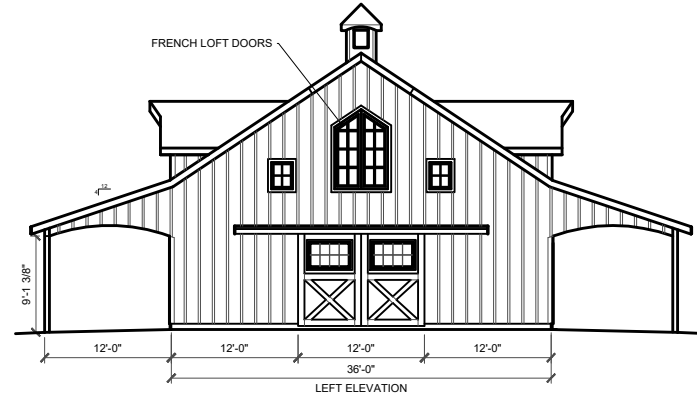 FRENCH LOFT DOORS
12
4
9'-1 3/8"
12'-0" 12'-0" 12'-0" 12'-0"
36'-0"
LEFT ELEVATION